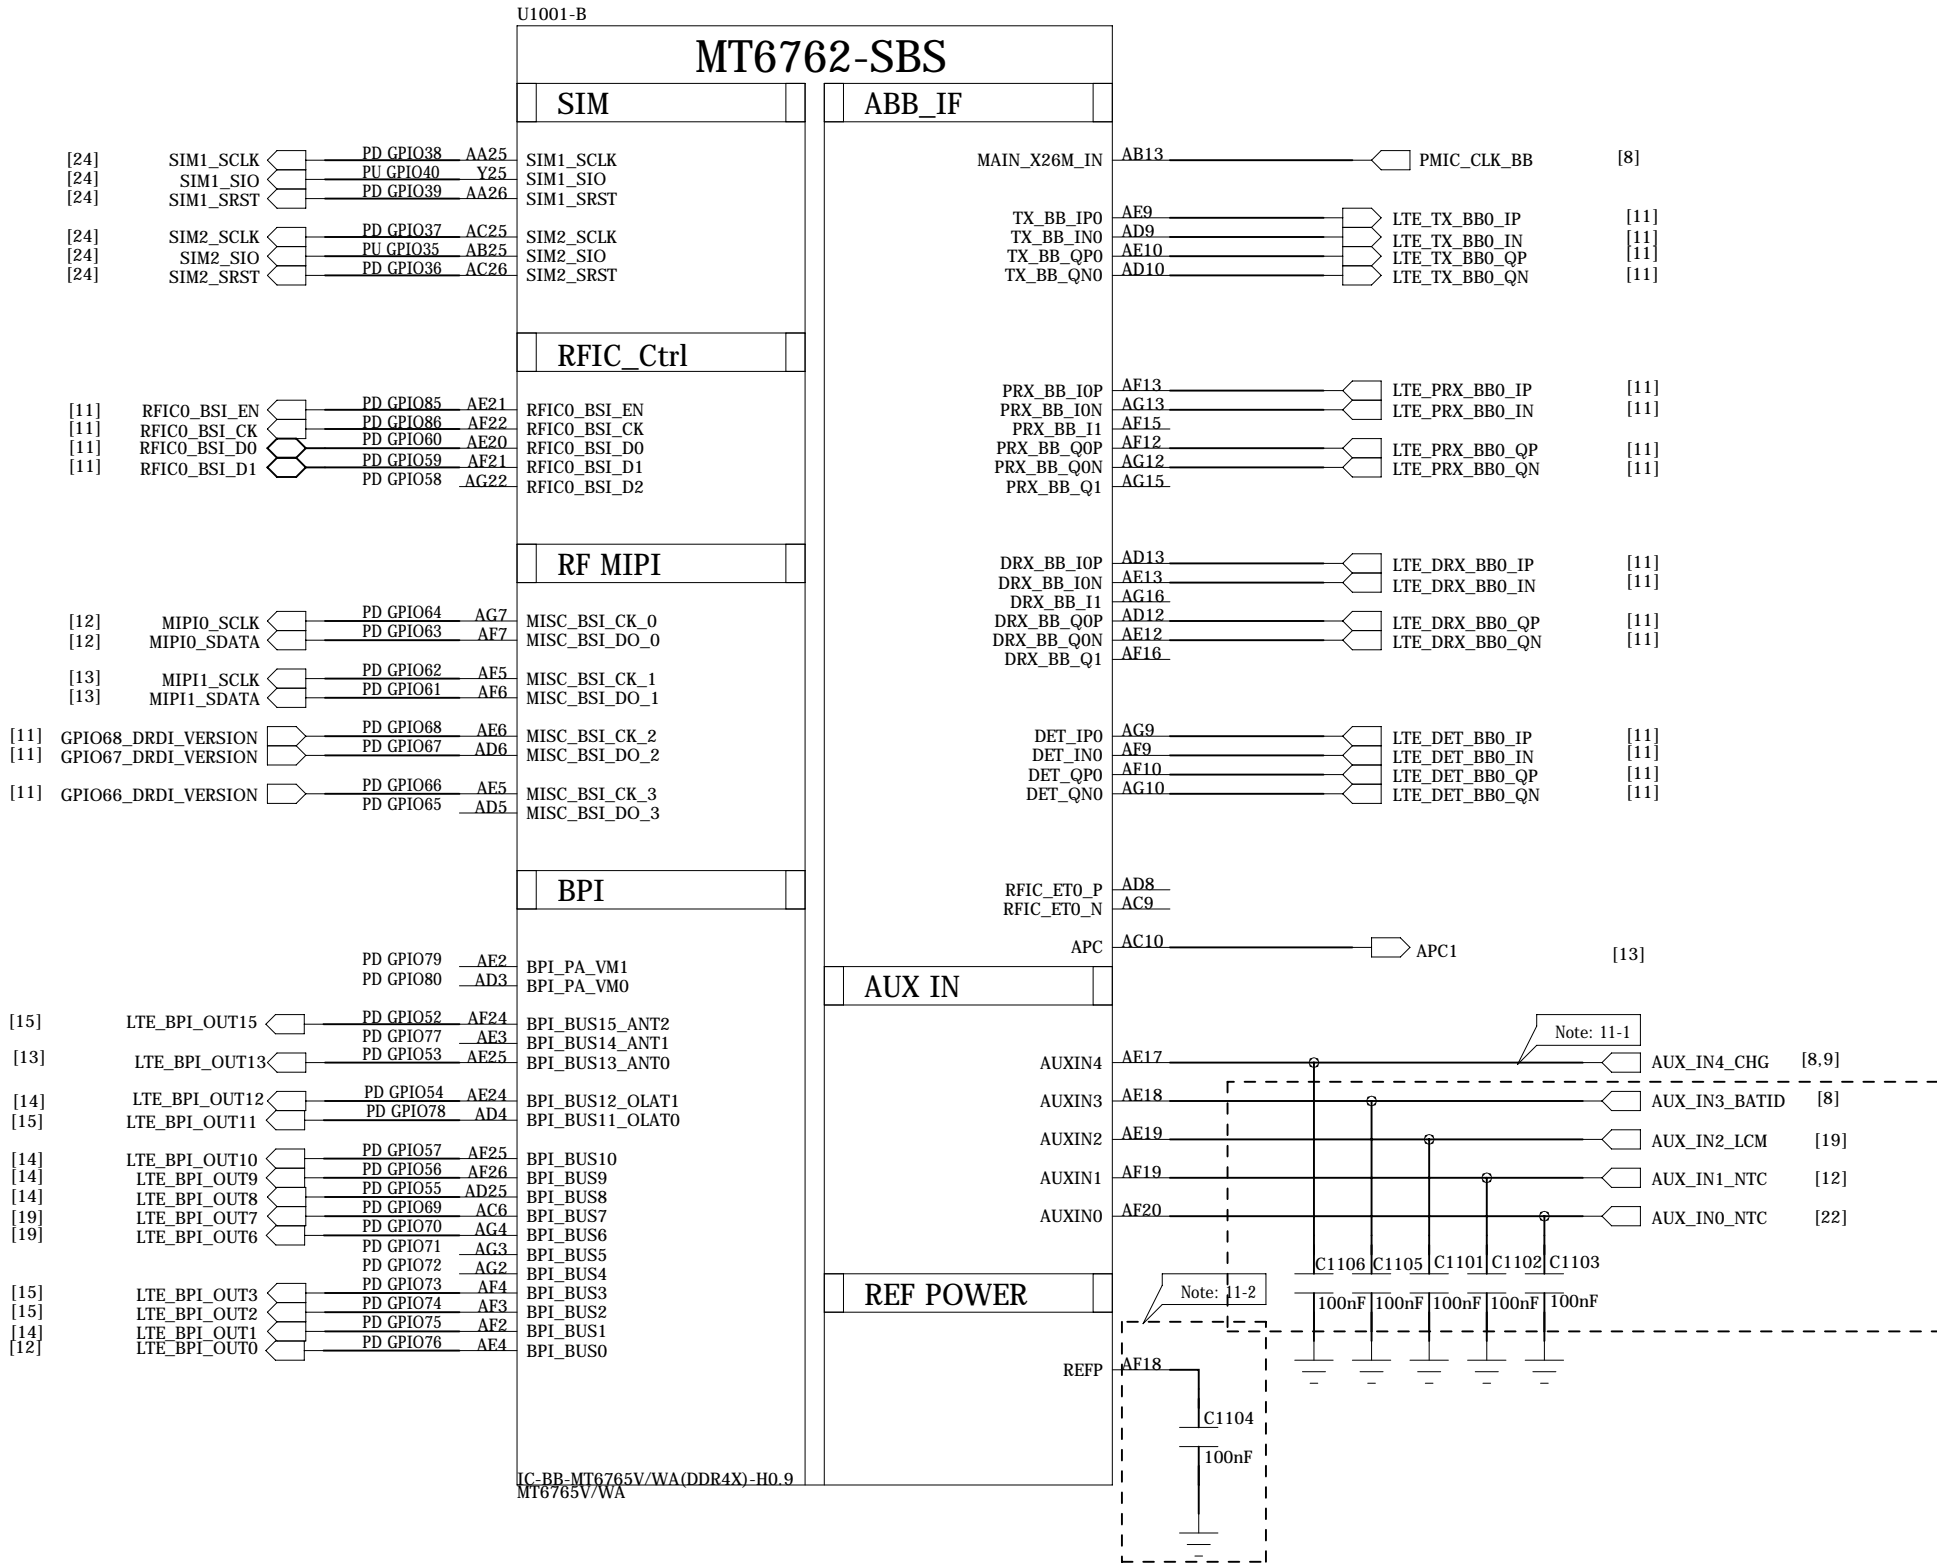 U1001-B
MT6762-SBS
SIM
[24] SIM1_SCLK PD GPIO38 AA25 SIM1_SCLK
[24] SIM1_SIO PU GPIO40 Y25 SIM1_SIO
[24] SIM1_SRST PD GPIO39 AA26 SIM1_SRST
[24] SIM2_SCLK PD GPIO37 AC25 SIM2_SCLK
[24] SIM2_SIO PU GPIO35 AB25 SIM2_SIO
[24] SIM2_SRST PD GPIO36 AC26 SIM2_SRST
RFIC_Ctrl
[11] RFIC0_BSI_EN PD GPIO85 AE21 RFIC0_BSI_EN
[11] RFIC0_BSI_CK PD GPIO86 AF22 RFIC0_BSI_CK
[11] RFIC0_BSI_D0 PD GPIO60 AE20 RFIC0_BSI_D0
[11] RFIC0_BSI_D1 PD GPIO59 AF21 RFIC0_BSI_D1
PD GPIO58 AG22 RFIC0_BSI_D2
RF MIPI
[12] MIPI0_SCLK PD GPIO64 AG7 MISC_BSI_CK_0
[12] MIPI0_SDATA PD GPIO63 AF7 MISC_BSI_DO_0
[13] MIPI1_SCLK PD GPIO62 AF5 MISC_BSI_CK_1
[13] MIPI1_SDATA PD GPIO61 AF6 MISC_BSI_DO_1
[11] GPIO68_DRDI_VERSION PD GPIO68 AE6 MISC_BSI_CK_2
[11] GPIO67_DRDI_VERSION PD GPIO67 AD6 MISC_BSI_DO_2
[11] GPIO66_DRDI_VERSION PD GPIO66 AE5 MISC_BSI_CK_3
PD GPIO65 AD5 MISC_BSI_DO_3
BPI
PD GPIO79 AE2 BPI_PA_VM1
PD GPIO80 AD3 BPI_PA_VM0
[15] LTE_BPI_OUT15 PD GPIO52 AF24 BPI_BUS15_ANT2
PD GPIO77 AE3 BPI_BUS14_ANT1
[13] LTE_BPI_OUT13 PD GPIO53 AE25 BPI_BUS13_ANT0
[14] LTE_BPI_OUT12 PD GPIO54 AE24 BPI_BUS12_OLAT1
[15] LTE_BPI_OUT11 PD GPIO78 AD4 BPI_BUS11_OLAT0
[14] LTE_BPI_OUT10 PD GPIO57 AF25 BPI_BUS10
[14] LTE_BPI_OUT9 PD GPIO56 AF26 BPI_BUS9
[14] LTE_BPI_OUT8 PD GPIO55 AD25 BPI_BUS8
[19] LTE_BPI_OUT7 PD GPIO69 AC6 BPI_BUS7
[19] LTE_BPI_OUT6 PD GPIO70 AG4 BPI_BUS6
PD GPIO71 AG3 BPI_BUS5
PD GPIO72 AG2 BPI_BUS4
[15] LTE_BPI_OUT3 PD GPIO73 AF4 BPI_BUS3
[15] LTE_BPI_OUT2 PD GPIO74 AF3 BPI_BUS2
[14] LTE_BPI_OUT1 PD GPIO75 AF2 BPI_BUS1
[12] LTE_BPI_OUT0 PD GPIO76 AE4 BPI_BUS0
IC-BB-MT6765V/WA(DDR4X)-H0.9
MT6765V/WA
ABB_IF
MAIN_X26M_IN AB13 PMIC_CLK_BB [8]
TX_BB_IP0 AE9 LTE_TX_BB0_IP [11]
TX_BB_IN0 AD9 LTE_TX_BB0_IN [11]
TX_BB_QP0 AE10 LTE_TX_BB0_QP [11]
TX_BB_QN0 AD10 LTE_TX_BB0_QN [11]
PRX_BB_I0P AF13 LTE_PRX_BB0_IP [11]
PRX_BB_I0N AG13 LTE_PRX_BB0_IN [11]
PRX_BB_I1 AF15
PRX_BB_Q0P AF12 LTE_PRX_BB0_QP [11]
PRX_BB_Q0N AG12 LTE_PRX_BB0_QN [11]
PRX_BB_Q1 AG15
DRX_BB_I0P AD13 LTE_DRX_BB0_IP [11]
DRX_BB_I0N AE13 LTE_DRX_BB0_IN [11]
DRX_BB_I1 AG16
DRX_BB_Q0P AD12 LTE_DRX_BB0_QP [11]
DRX_BB_Q0N AE12 LTE_DRX_BB0_QN [11]
DRX_BB_Q1 AF16
DET_IP0 AG9 LTE_DET_BB0_IP [11]
DET_IN0 AF9 LTE_DET_BB0_IN [11]
DET_QP0 AF10 LTE_DET_BB0_QP [11]
DET_QN0 AG10 LTE_DET_BB0_QN [11]
RFIC_ET0_P AD8
RFIC_ET0_N AC9
APC AC10 APC1 [13]
AUX IN
Note: 11-1
AUXIN4 AE17 AUX_IN4_CHG [8,9]
AUXIN3 AE18 AUX_IN3_BATID [8]
AUXIN2 AE19 AUX_IN2_LCM [19]
AUXIN1 AF19 AUX_IN1_NTC [12]
AUXIN0 AF20 AUX_IN0_NTC [22]
C1106 C1105 C1101 C1102 C1103
100nF 100nF 100nF 100nF 100nF
REF POWER
Note: 11-2
REFP AF18
C1104
100nF